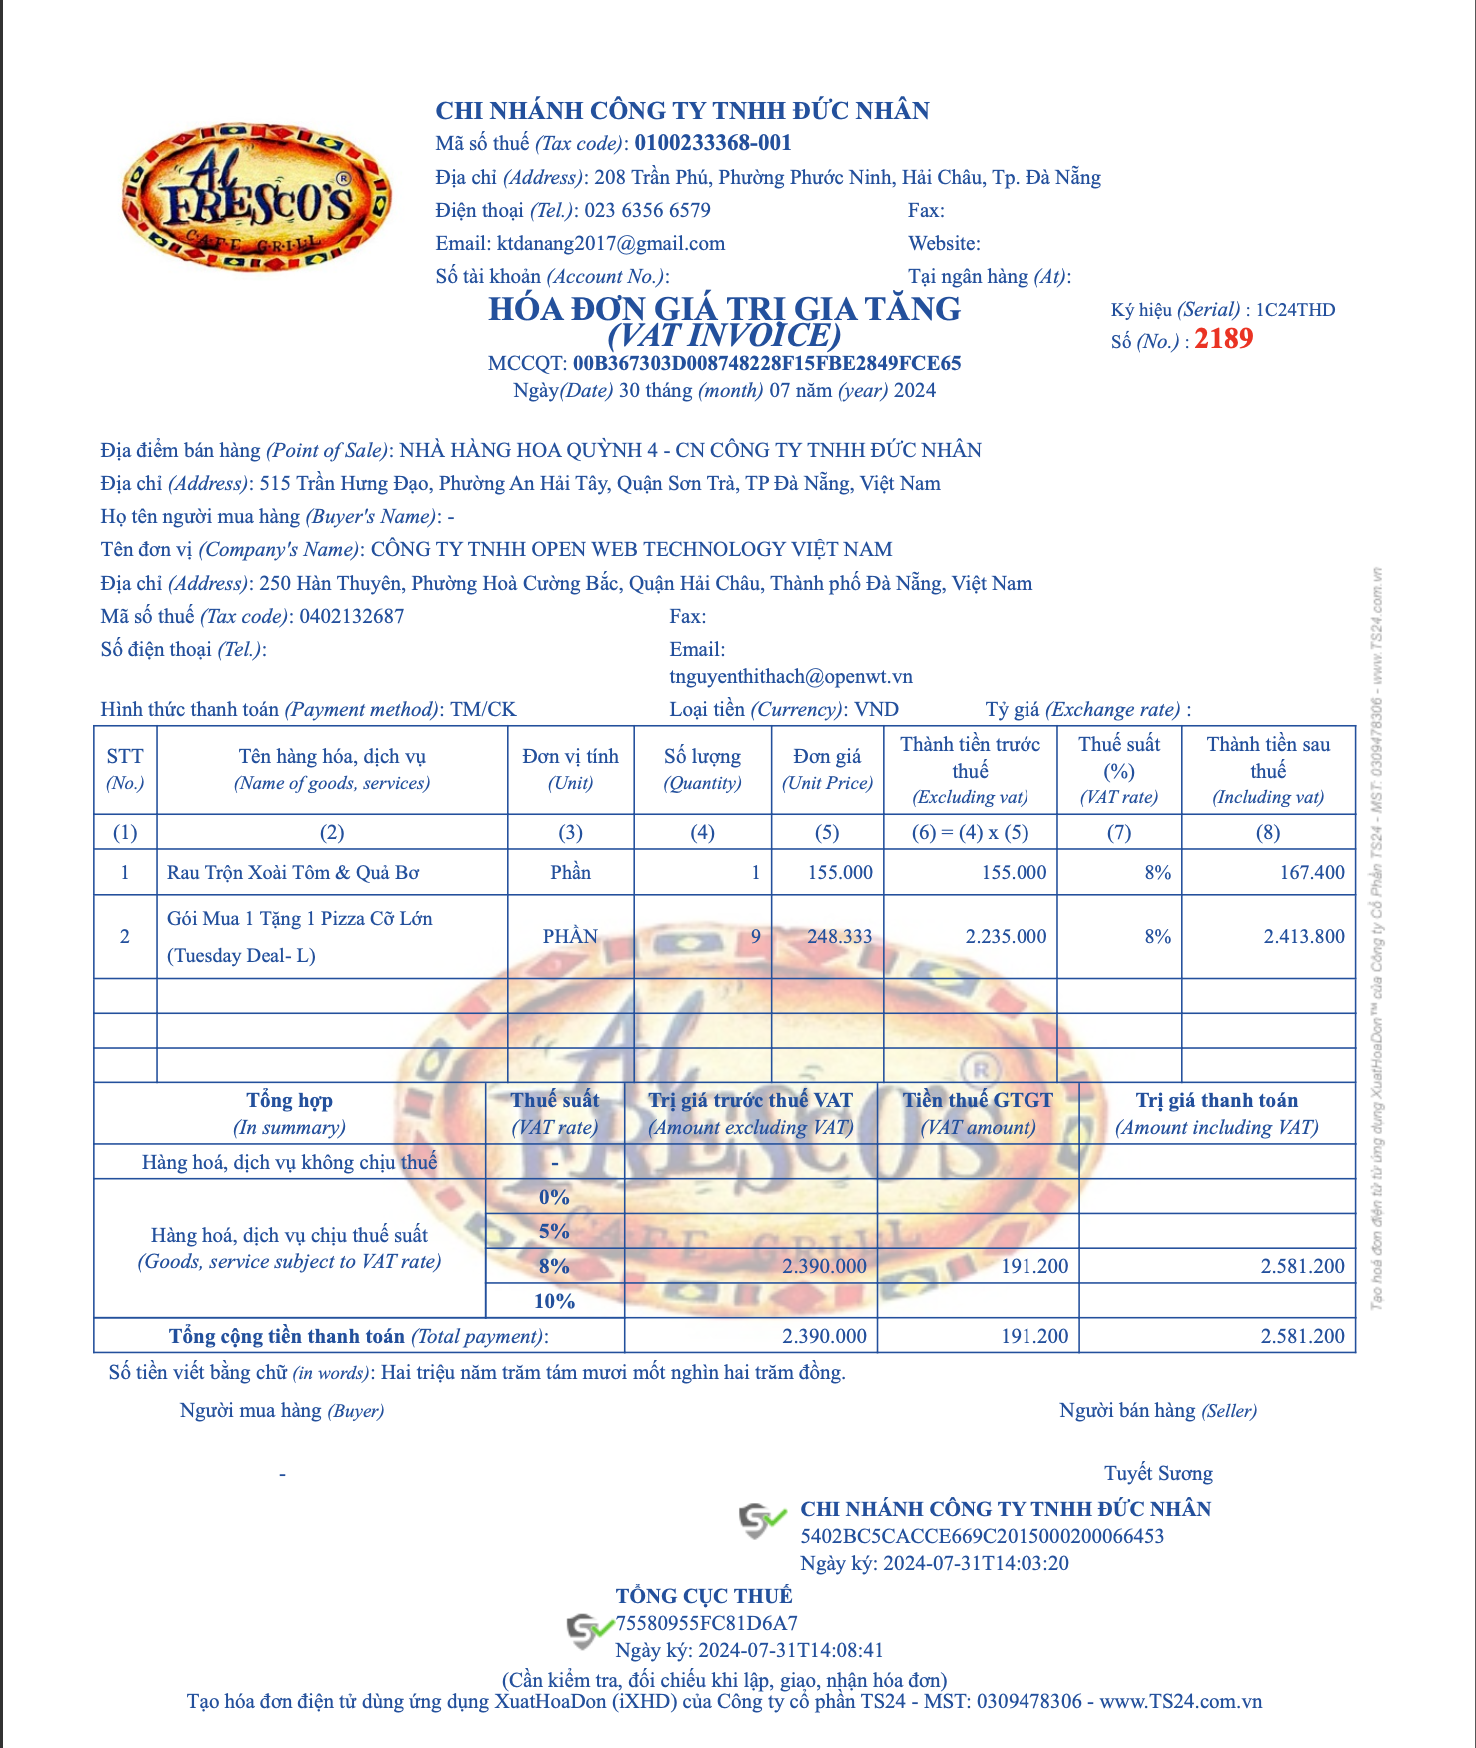 CHI NHÁNH CÔNG TY TNHH ĐỨC NHÂN
AL FRESCO'S ®
CAFE GRILL
Mã số thuế (Tax code): 0100233368-001
Địa chỉ (Address): 208 Trần Phú, Phường Phước Ninh, Hải Châu, Tp. Đà Nẵng
Điện thoại (Tel.): 023 6356 6579 Fax:
Email: ktdanang2017@gmail.com Website:
Số tài khoản (Account No.): Tại ngân hàng (At):
HÓA ĐƠN GIÁ TRỊ GIA TĂNG
(VAT INVOICE)
Ký hiệu (Serial) : 1C24THD
Số (No.) : 2189
MCCQT: 00B367303D008748228F15FBE2849FCE65
Ngày(Date) 30 tháng (month) 07 năm (year) 2024
Địa điểm bán hàng (Point of Sale): NHÀ HÀNG HOA QUỲNH 4 - CN CÔNG TY TNHH ĐỨC NHÂN
Địa chỉ (Address): 515 Trần Hưng Đạo, Phường An Hải Tây, Quận Sơn Trà, TP Đà Nẵng, Việt Nam
Họ tên người mua hàng (Buyer's Name): -
Tên đơn vị (Company's Name): CÔNG TY TNHH OPEN WEB TECHNOLOGY VIỆT NAM
Địa chỉ (Address): 250 Hàn Thuyên, Phường Hoà Cường Bắc, Quận Hải Châu, Thành phố Đà Nẵng, Việt Nam
Mã số thuế (Tax code): 0402132687 Fax:
Số điện thoại (Tel.): Email:
tnguyenthithach@openwt.vn
Hình thức thanh toán (Payment method): TM/CK Loại tiền (Currency): VND Tỷ giá (Exchange rate) :
STT Tên hàng hóa, dịch vụ Đơn vị tính Số lượng Đơn giá Thành tiền trước thuế Thuế suất (%) Thành tiền sau thuế
(No.) (Name of goods, services) (Unit) (Quantity) (Unit Price) (Excluding vat) (VAT rate) (Including vat)
(1) (2) (3) (4) (5) (6) = (4) x (5) (7) (8)
1 Rau Trộn Xoài Tôm & Quả Bơ Phần 1 155.000 155.000 8% 167.400
2 Gói Mua 1 Tặng 1 Pizza Cỡ Lớn PHẦN 9 248.333 2.235.000 8% 2.413.800
(Tuesday Deal- L)
AL FRESCO'S ®
CAFE GRILL
Tổng hợp Thuế suất Trị giá trước thuế VAT Tiền thuế GTGT Trị giá thanh toán
(In summary) (VAT rate) (Amount excluding VAT) (VAT amount) (Amount including VAT)
Hàng hoá, dịch vụ không chịu thuế -
0%
5%
Hàng hoá, dịch vụ chịu thuế suất
(Goods, service subject to VAT rate)
8% 2.390.000 191.200 2.581.200
10%
Tổng cộng tiền thanh toán (Total payment): 2.390.000 191.200 2.581.200
Số tiền viết bằng chữ (in words): Hai triệu năm trăm tám mươi mốt nghìn hai trăm đồng.
Người mua hàng (Buyer) Người bán hàng (Seller)
- Tuyết Sương
CHI NHÁNH CÔNG TY TNHH ĐỨC NHÂN
5402BC5CACCE669C2015000200066453
Ngày ký: 2024-07-31T14:03:20
TỔNG CỤC THUẾ
75580955FC81D6A7
Ngày ký: 2024-07-31T14:08:41
(Cần kiểm tra, đối chiếu khi lập, giao, nhận hóa đơn)
Tạo hóa đơn điện tử dùng ứng dụng XuatHoaDon (iXHD) của Công ty cổ phần TS24 - MST: 0309478306 - www.TS24.com.vn
Tạo hoá đơn điện tử từ ứng dụng XuatHoaDon™ của Công ty Cổ Phần TS24 - MST: 0309478306 - www.TS24.com.vn